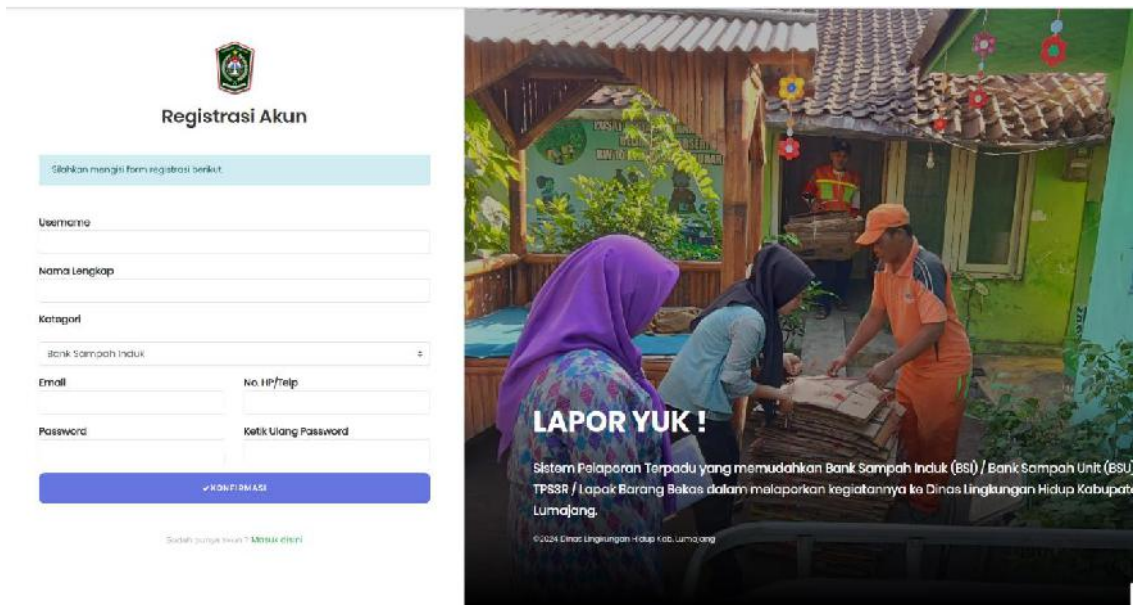 Registrasi Akun
Silahkan mengisi form registrasi berikut.
Username
Nama Lengkap
Kategori
Bank Sampah Induk
Email
No. HP/Telp
Password
Ketik Ulang Password
✔KONFIRMASI
Sudah punya akun ? Masuk disini
LAPOR YUK !
Sistem Pelaporan Terpadu yang memudahkan Bank Sampah Induk (BSI) / Bank Sampah Unit (BSU)
TPS3R / Lapak Barang Bekas dalam melaporkan kegiatannya ke Dinas Lingkungan Hidup Kabupate
Lumajang.
©2024 Dinas Lingkungan Hidup Kab. Lumajang